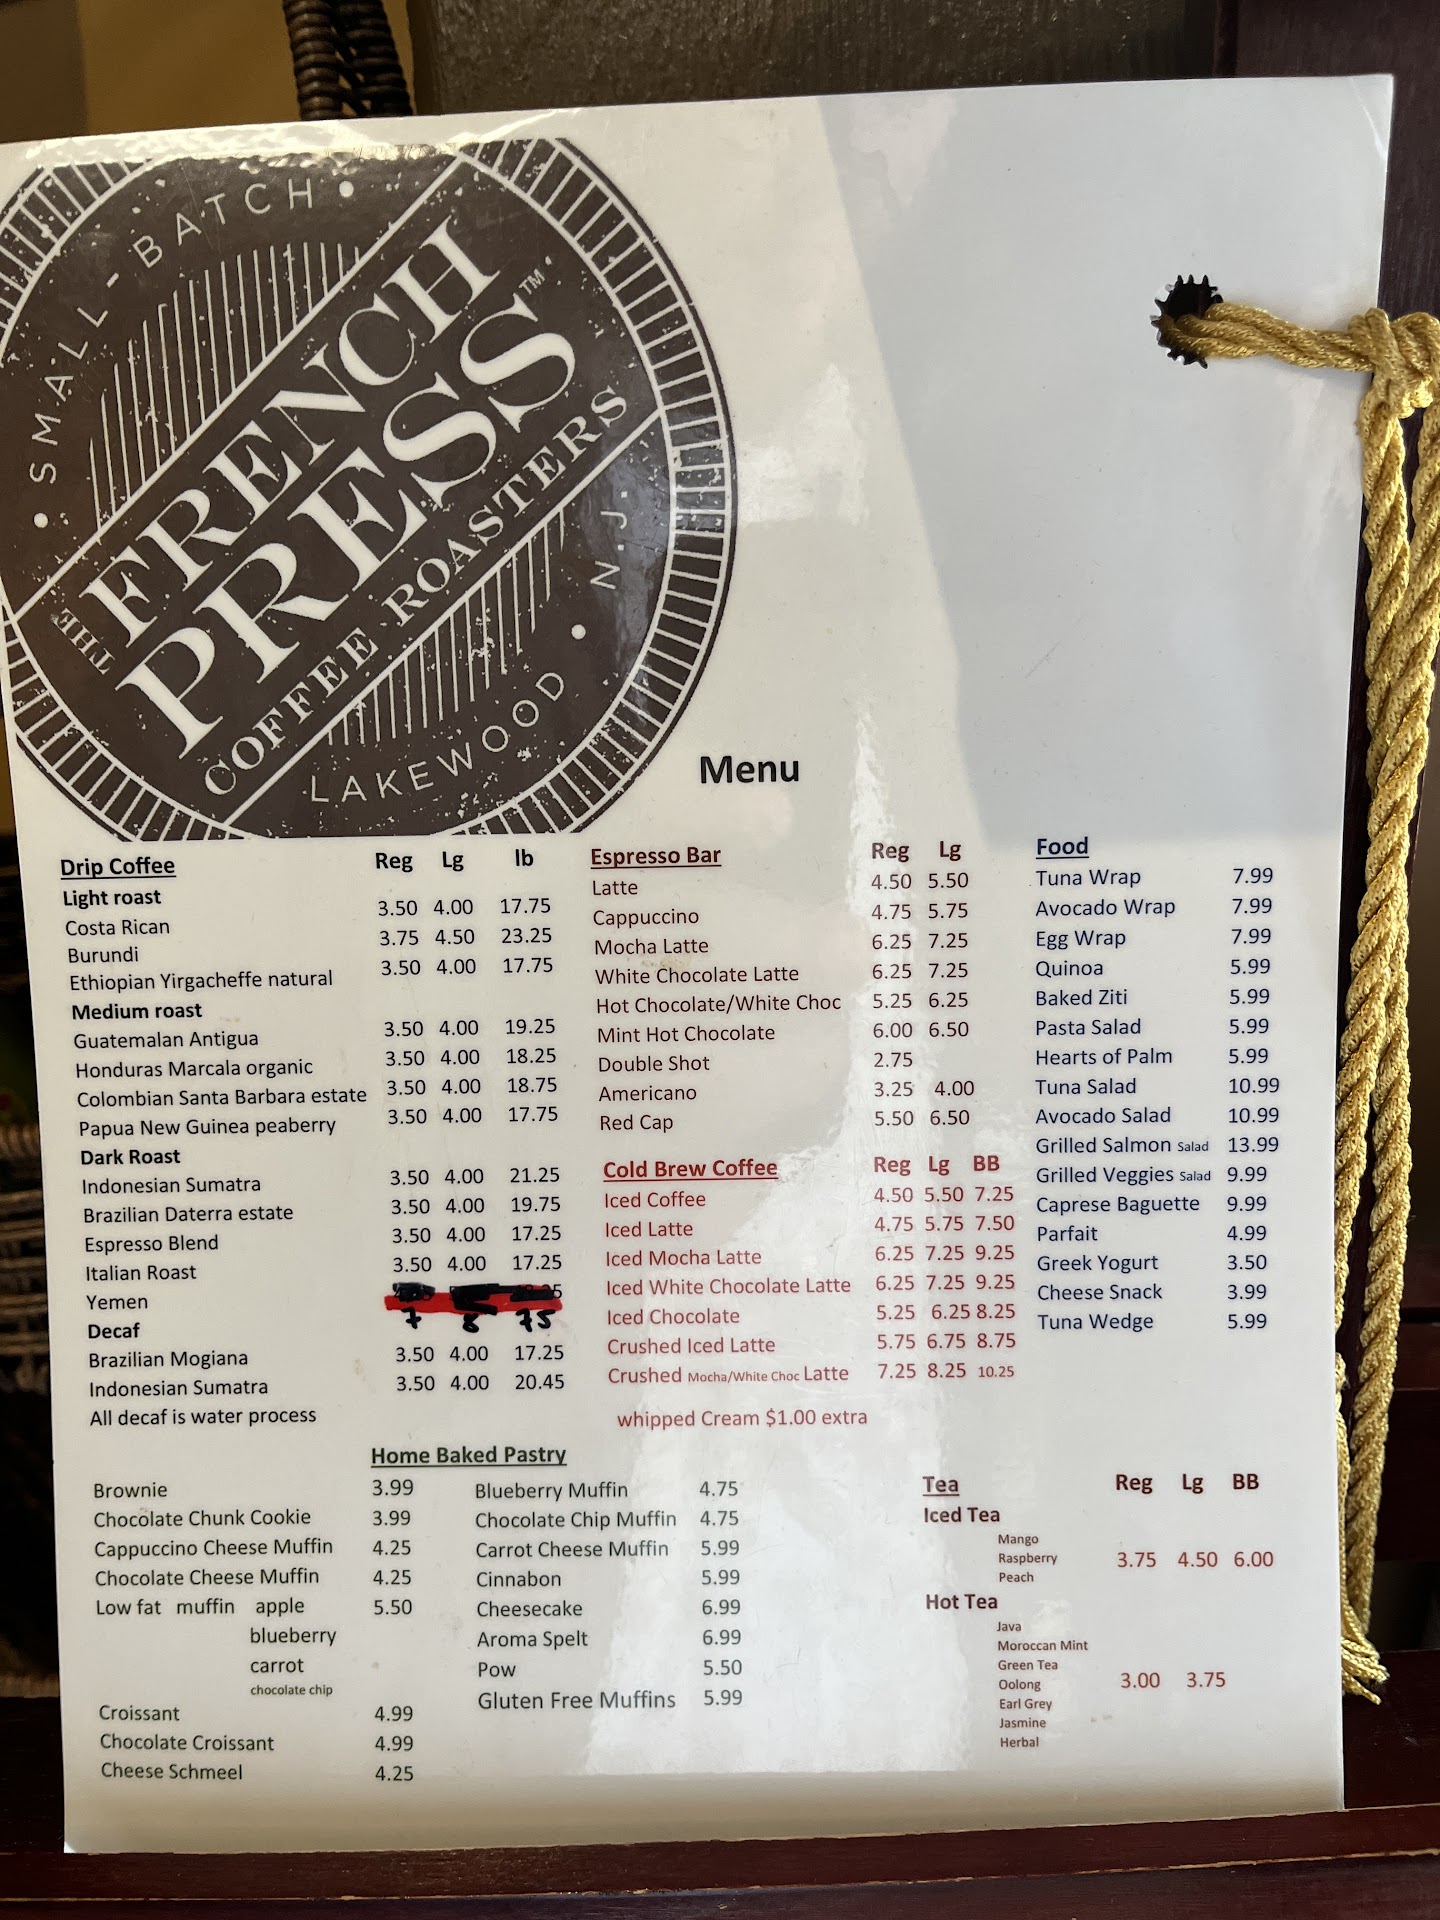 SMALL-BATCH
THE FRENCH PRESS™
COFFEE ROASTERS
LAKEWOOD N.J.
Menu
Drip Coffee Reg Lg lb
Light roast
Costa Rican 3.50 4.00 17.75
Burundi 3.75 4.50 23.25
Ethiopian Yirgacheffe natural 3.50 4.00 17.75
Medium roast
Guatemalan Antigua 3.50 4.00 19.25
Honduras Marcala organic 3.50 4.00 18.25
Colombian Santa Barbara estate 3.50 4.00 18.75
Papua New Guinea peaberry 3.50 4.00 17.75
Dark Roast
Indonesian Sumatra 3.50 4.00 21.25
Brazilian Daterra estate 3.50 4.00 19.75
Espresso Blend 3.50 4.00 17.25
Italian Roast 3.50 4.00 17.25
Yemen 7 8 75
Decaf
Brazilian Mogiana 3.50 4.00 17.25
Indonesian Sumatra 3.50 4.00 20.45
All decaf is water process
Espresso Bar Reg Lg
Latte 4.50 5.50
Cappuccino 4.75 5.75
Mocha Latte 6.25 7.25
White Chocolate Latte 6.25 7.25
Hot Chocolate/White Choc 5.25 6.25
Mint Hot Chocolate 6.00 6.50
Double Shot 2.75
Americano 3.25 4.00
Red Cap 5.50 6.50
Cold Brew Coffee Reg Lg BB
Iced Coffee 4.50 5.50 7.25
Iced Latte 4.75 5.75 7.50
Iced Mocha Latte 6.25 7.25 9.25
Iced White Chocolate Latte 6.25 7.25 9.25
Iced Chocolate 5.25 6.25 8.25
Crushed Iced Latte 5.75 6.75 8.75
Crushed Mocha/White Choc Latte 7.25 8.25 10.25
whipped Cream $1.00 extra
Food
Tuna Wrap 7.99
Avocado Wrap 7.99
Egg Wrap 7.99
Quinoa 5.99
Baked Ziti 5.99
Pasta Salad 5.99
Hearts of Palm 5.99
Tuna Salad 10.99
Avocado Salad 10.99
Grilled Salmon Salad 13.99
Grilled Veggies Salad 9.99
Caprese Baguette 9.99
Parfait 4.99
Greek Yogurt 3.50
Cheese Snack 3.99
Tuna Wedge 5.99
Home Baked Pastry
Brownie 3.99
Chocolate Chunk Cookie 3.99
Cappuccino Cheese Muffin 4.25
Chocolate Cheese Muffin 4.25
Low fat muffin apple 5.50
blueberry
carrot
chocolate chip
Croissant 4.99
Chocolate Croissant 4.99
Cheese Schmeel 4.25
Blueberry Muffin 4.75
Chocolate Chip Muffin 4.75
Carrot Cheese Muffin 5.99
Cinnabon 5.99
Cheesecake 6.99
Aroma Spelt 6.99
Pow 5.50
Gluten Free Muffins 5.99
Tea Reg Lg BB
Iced Tea
Mango
Raspberry 3.75 4.50 6.00
Peach
Hot Tea
Java
Moroccan Mint
Green Tea
Oolong 3.00 3.75
Earl Grey
Jasmine
Herbal